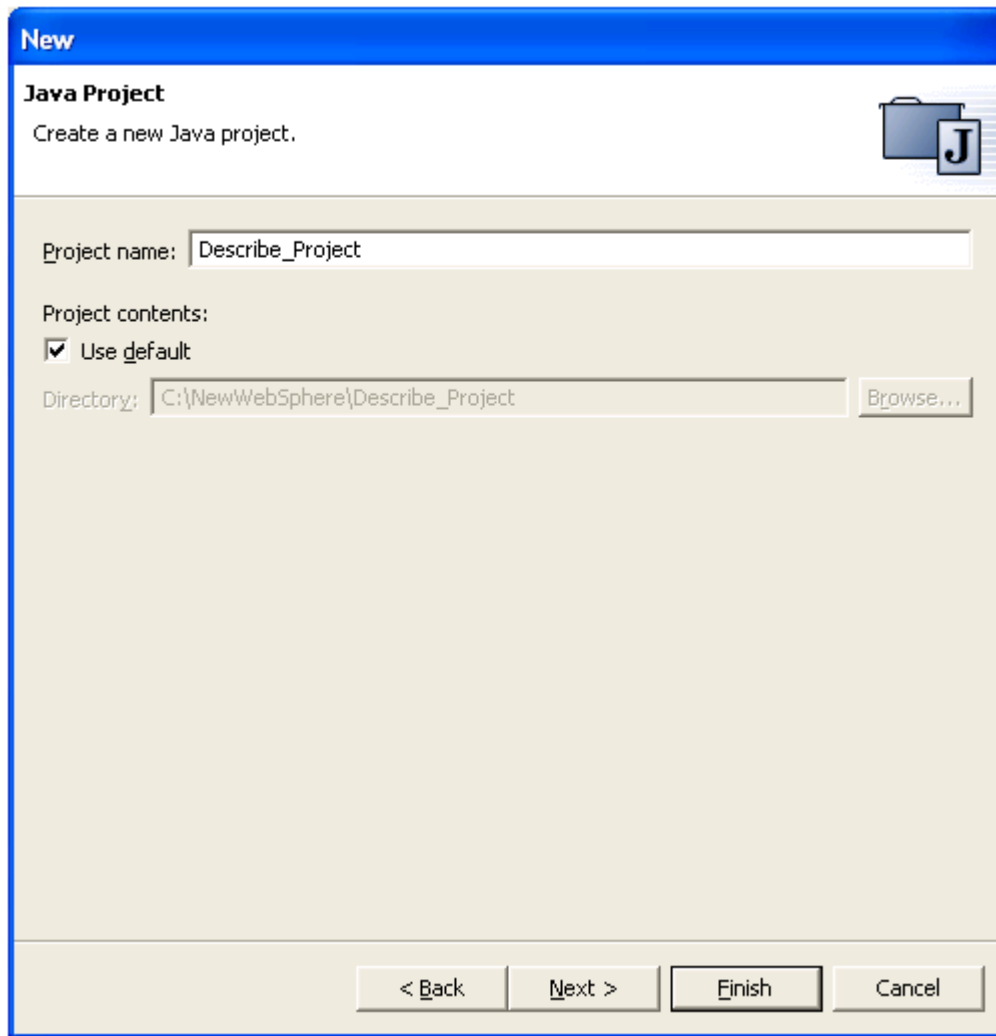 New
Java Project
Create a new Java project.
J
Project name: Describe_Project
Project contents:
Use default
Directory: C:\NewWebSphere\Describe_Project Browse...
< Back Next > Finish Cancel